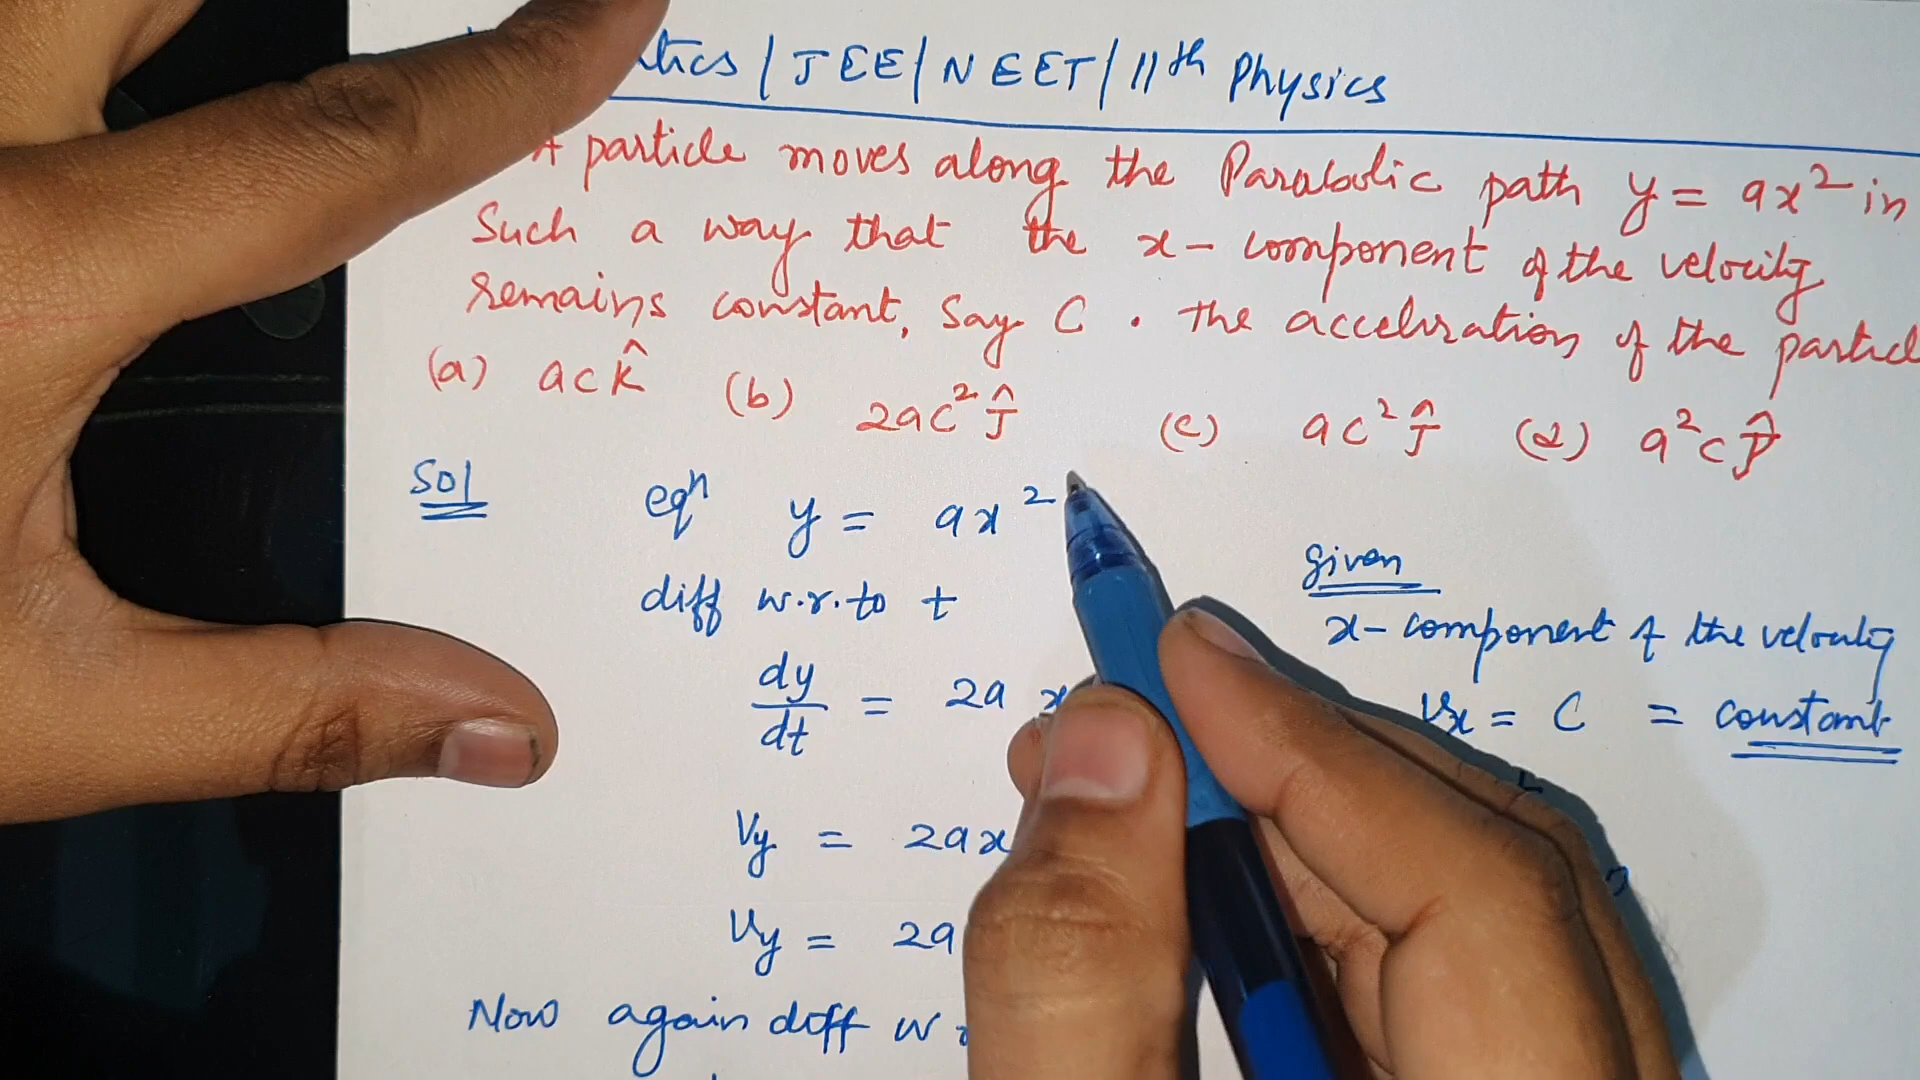 / JEE / NEET / 11th Physics
A particle moves along the Parabolic path y = ax² in
Such a way that the x-component of the velocity
remains constant, Say C. the acceleration of the particle
(a) ack̂ (b) 2ac²ĵ (c) ac²ĵ (d) a²cĵ
Sol
eqn y = ax²
diff w.r.to t
dy/dt = 2a x
Vy = 2ax
Vy = 2a
Now again diff w
given
x-component of the velocity
Vx = C = constant